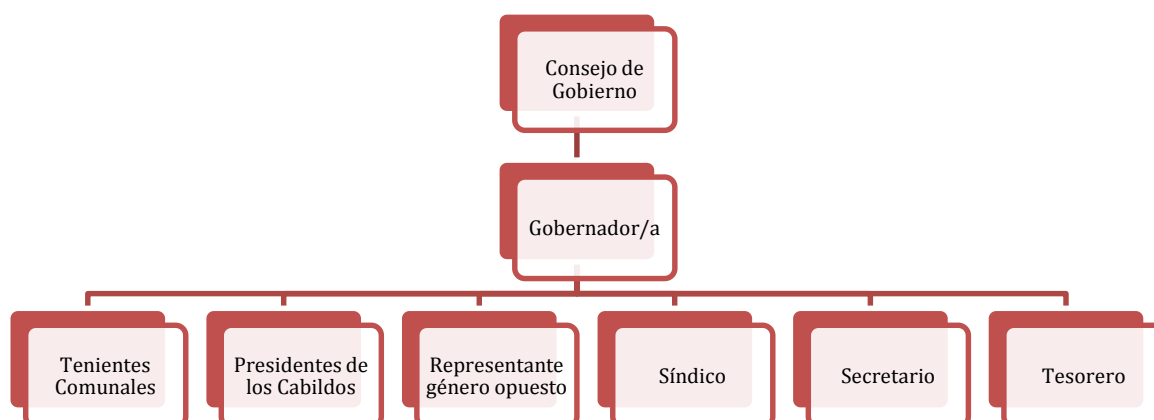 Consejo de
Gobierno
Gobernador/a
Tenientes
Comunales
Presidentes de
los Cabildos
Representante
género opuesto
Síndico
Secretario
Tesorero